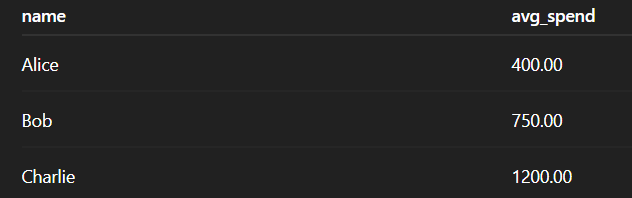 name avg_spend
Alice 400.00
Bob 750.00
Charlie 1200.00